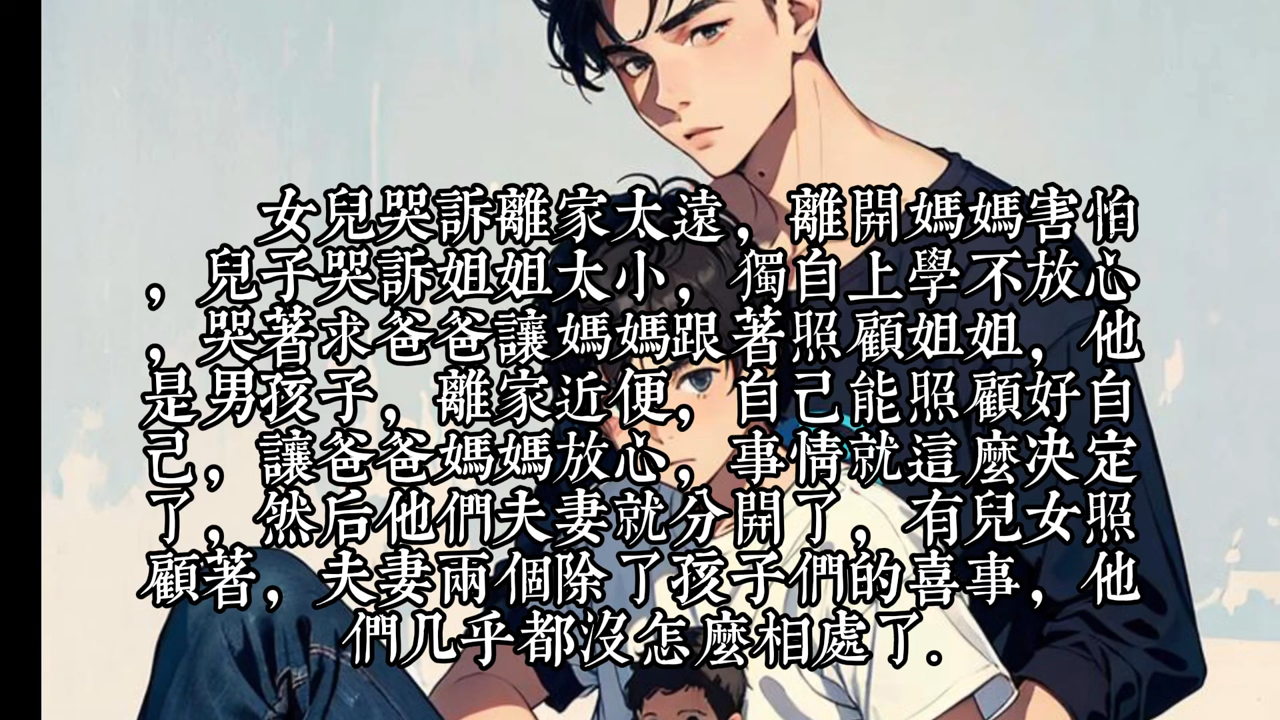 女兒哭訴離家太遠，離開媽媽害怕
，兒子哭訴姐姐太小，獨自上學不放心
，哭著求爸爸讓媽媽跟著照顧姐姐，他
是男孩子，離家近便，自己能照顧好自
己，讓爸爸媽媽放心，事情就這麼决定
了，然后他們夫妻就分開了，有兒女照
顧著，夫妻兩個除了孩子們的喜事，他
們几乎都沒怎麼相處了.